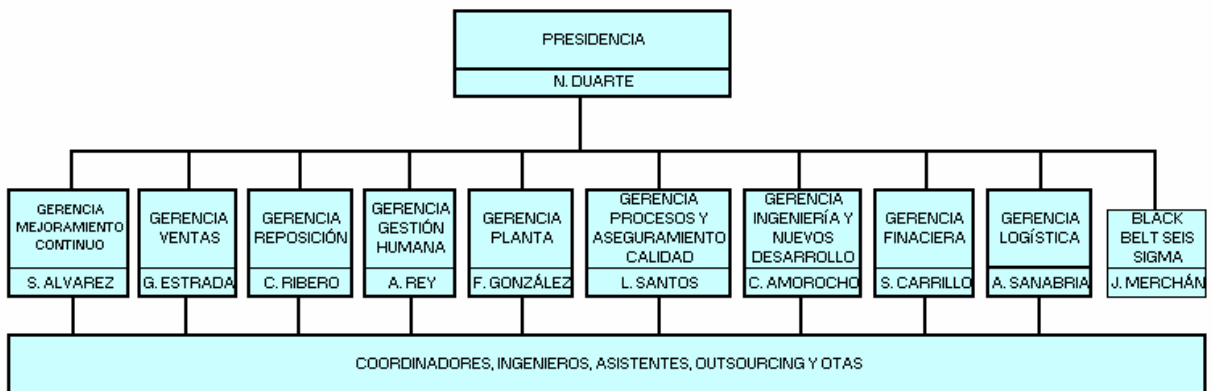 PRESIDENCIA
N. DUARTE
GERENCIA
MEJORAMIENTO
CONTINUO
S. ALVAREZ
GERENCIA
VENTAS
G. ESTRADA
GERENCIA
REPOSICIÓN
C. RIBERO
GERENCIA
GESTIÓN
HUMANA
A. REY
GERENCIA
PLANTA
F. GONZÁLEZ
GERENCIA
PROCESOS Y
ASEGURAMIENTO
CALIDAD
L. SANTOS
GERENCIA
INGENIERÍA Y
NUEVOS
DESARROLLO
C. AMOROCHO
GERENCIA
FINACIERA
S. CARRILLO
GERENCIA
LOGÍSTICA
A. SANABRIA
BLACK
BELT SEIS
SIGMA
J. MERCHÁN
COORDINADORES, INGENIEROS, ASISTENTES, OUTSOURCING Y OTAS